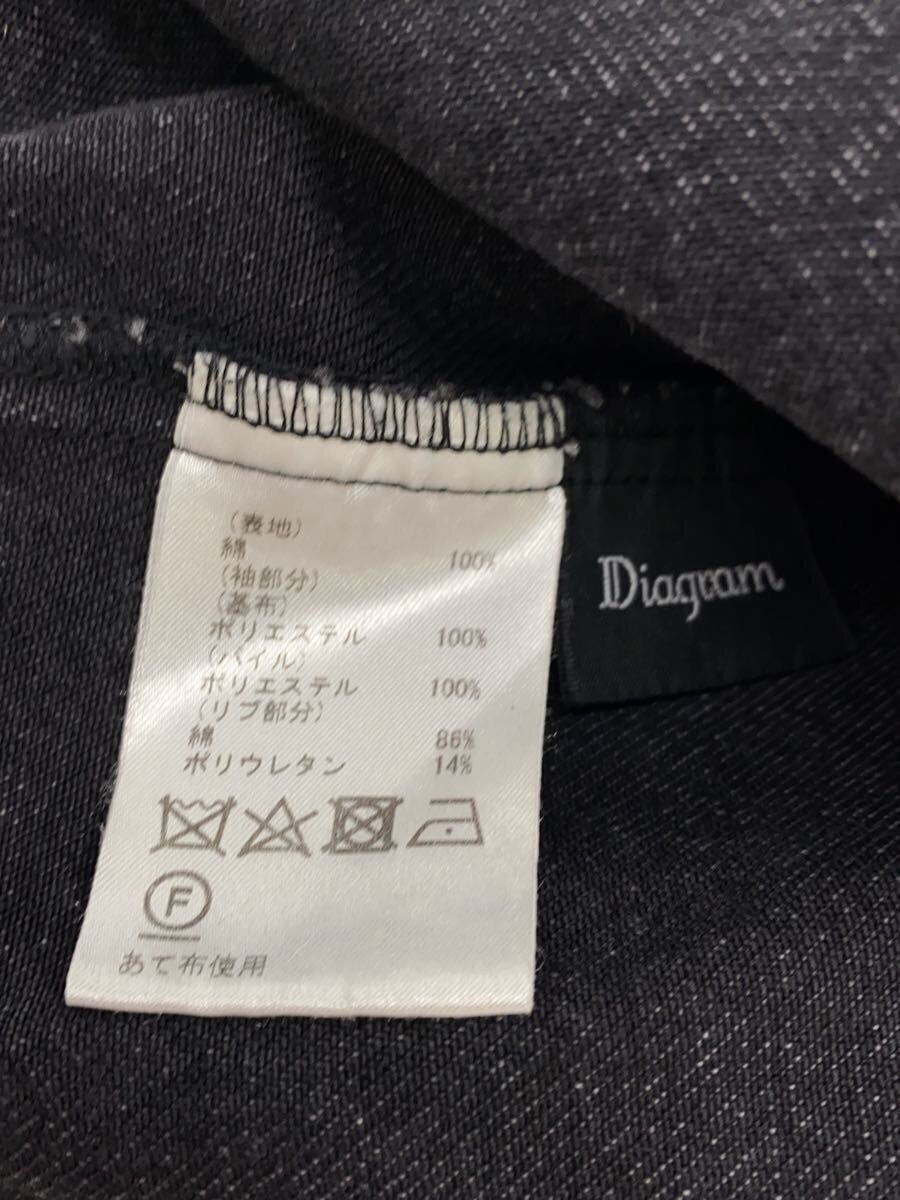 (表地)
綿 100%
(袖部分)
(基布)
ポリエステル 100%
(パイル)
ポリエステル 100%
(リブ部分)
綿 86%
ポリウレタン 14%
F
あて布使用
Diagram